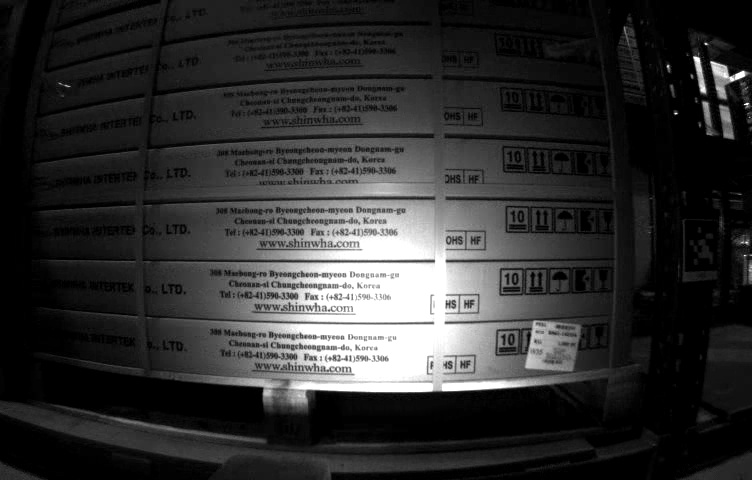 www.shinwha.com
308 Maebong-ro Byeongcheon-myeon Dongnam-gu
Cheonan-si Chungcheongnam-do, Korea
Tel : (+82-41)590-3300 Fax : (+82-41)590-3306
www.shinwha.com
Co., LTD.
OHS HF
308 Maebong-ro Byeongcheon-myeon Dongnam-gu
Cheonan-si Chungcheongnam-do, Korea
Tel : (+82-41)590-3300 Fax : (+82-41)590-3306
www.shinwha.com
SHINWHA INTERTEK Co., LTD.
OHS HF
10
308 Maebong-ro Byeongcheon-myeon Dongnam-gu
Cheonan-si Chungcheongnam-do, Korea
Tel : (+82-41)590-3300 Fax : (+82-41)590-3306
www.shinwha.com
SHINWHA INTERTEK Co., LTD.
OHS HF
10
308 Maebong-ro Byeongcheon-myeon Dongnam-gu
Cheonan-si Chungcheongnam-do, Korea
Tel : (+82-41)590-3300 Fax : (+82-41)590-3306
www.shinwha.com
SHINWHA INTERTEK Co., LTD.
OHS HF
10
308 Maebong-ro Byeongcheon-myeon Dongnam-gu
Cheonan-si Chungcheongnam-do, Korea
Tel : (+82-41)590-3300 Fax : (+82-41)590-3306
www.shinwha.com
SHINWHA INTERTEK Co., LTD.
HS HF
10
308 Maebong-ro Byeongcheon-myeon Dongnam-gu
Cheonan-si Chungcheongnam-do, Korea
Tel : (+82-41)590-3300 Fax : (+82-41)590-3306
www.shinwha.com
SHINWHA INTERTEK Co., LTD.
R HS HF
10